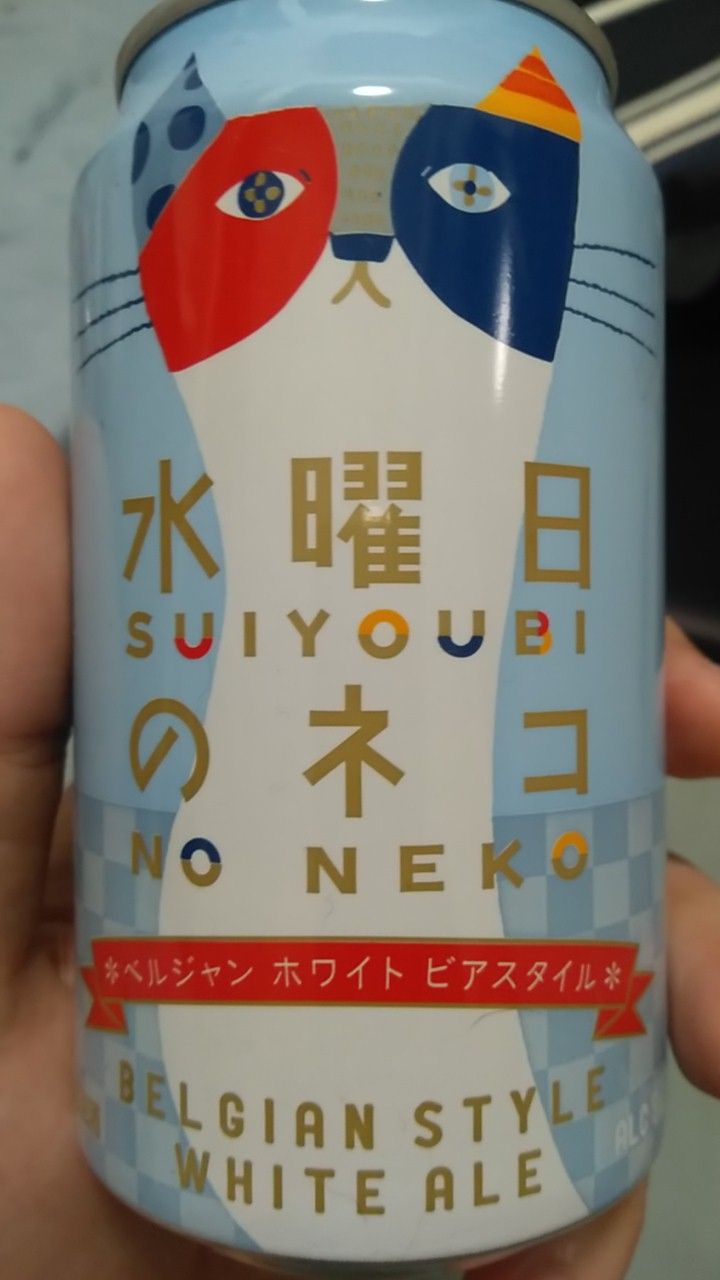 水曜日
SUIYOUBI
のネコ
NO NEKO
*ベルジャン ホワイト ビアスタイル*
BELGIAN STYLE
WHITE ALE